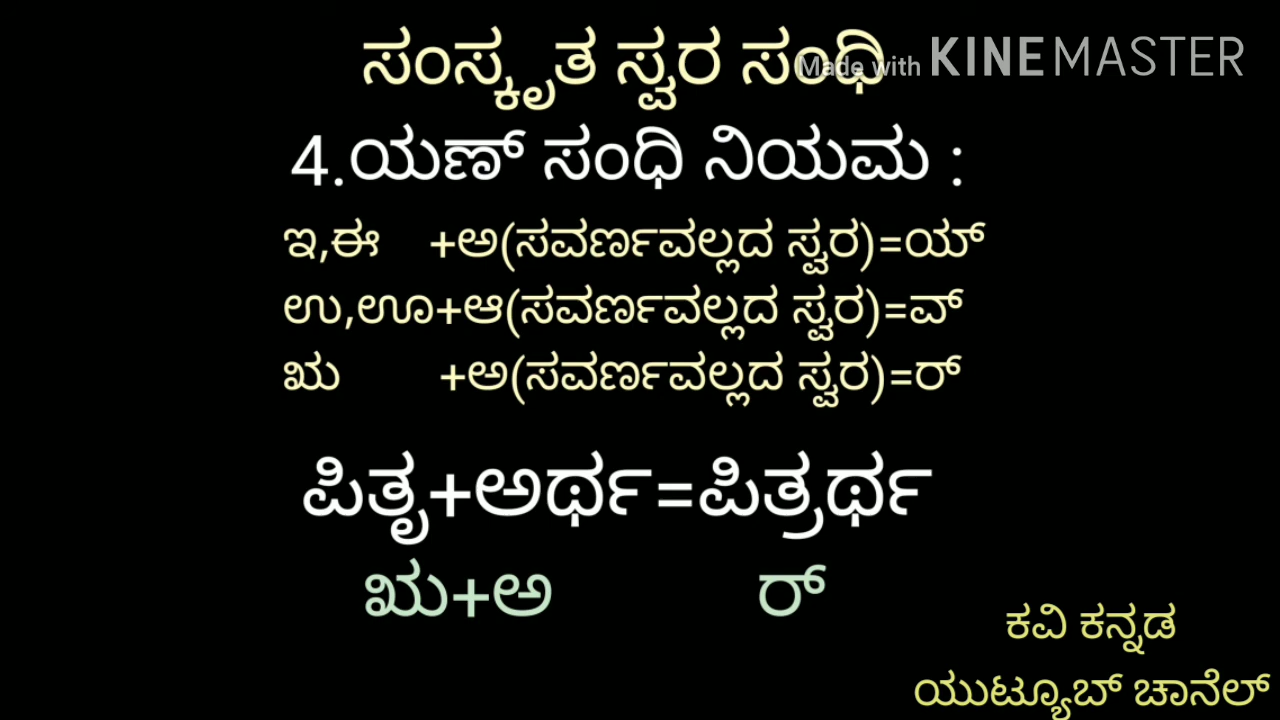 ಸಂಸ್ಕೃತ ಸ್ವರ ಸಂಧಿ
Made with KINEMASTER
4.ಯಣ್ ಸಂಧಿ ನಿಯಮ :
ಇ,ಈ +ಅ(ಸವರ್ಣವಲ್ಲದ ಸ್ವರ)=ಯ್
ಉ,ಊ+ಆ(ಸವರ್ಣವಲ್ಲದ ಸ್ವರ)=ವ್
ಋ +ಅ(ಸವರ್ಣವಲ್ಲದ ಸ್ವರ)=ರ್
ಪಿತೃ+ಅರ್ಥ=ಪಿತ್ರರ್ಥ
ಋ+ಅ ರ್
ಕವಿ ಕನ್ನಡ
ಯುಟ್ಯೂಬ್ ಚಾನೆಲ್